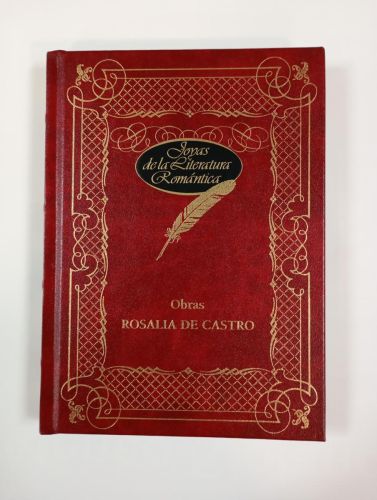 Joyas
de la Literatura
Romántica
Obras
ROSALIA DE CASTRO